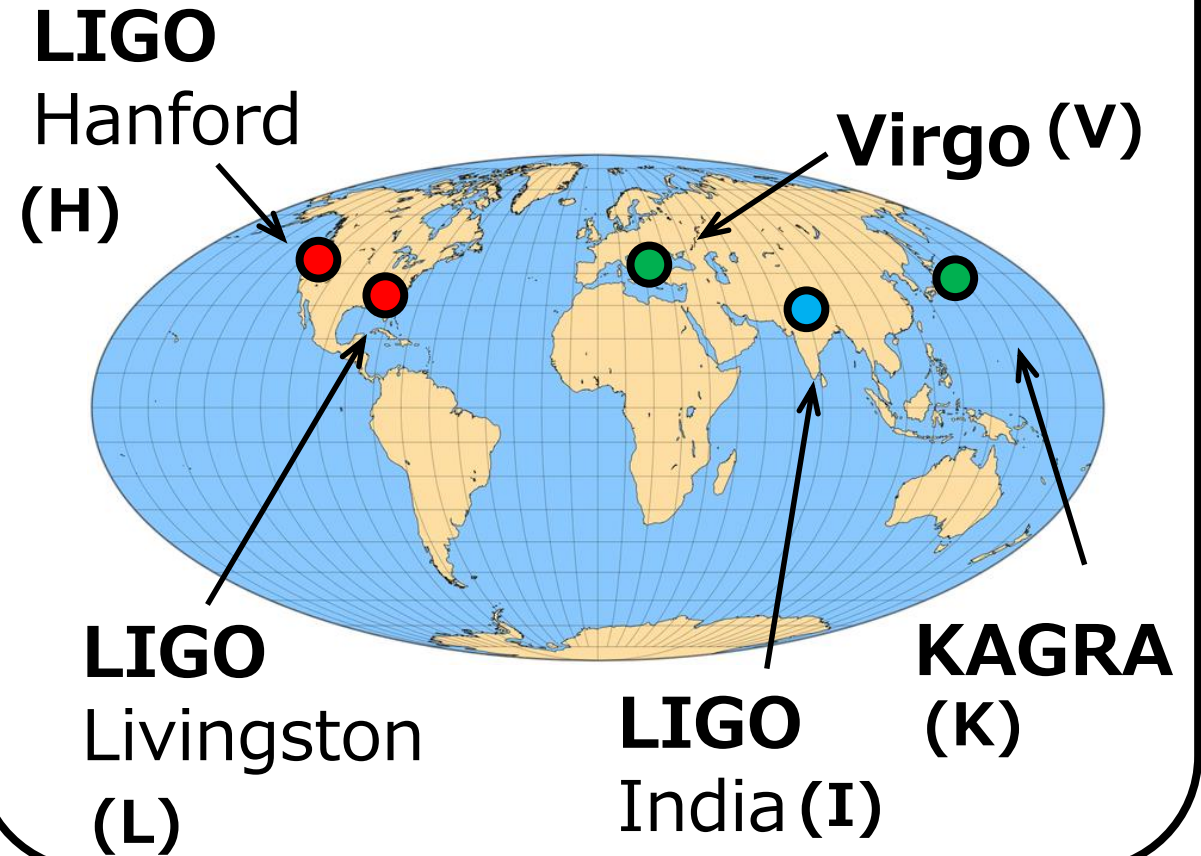 LIGO
Hanford
(H)
Virgo (V)
LIGO
Livingston
(L)
LIGO
India (I)
KAGRA
(K)